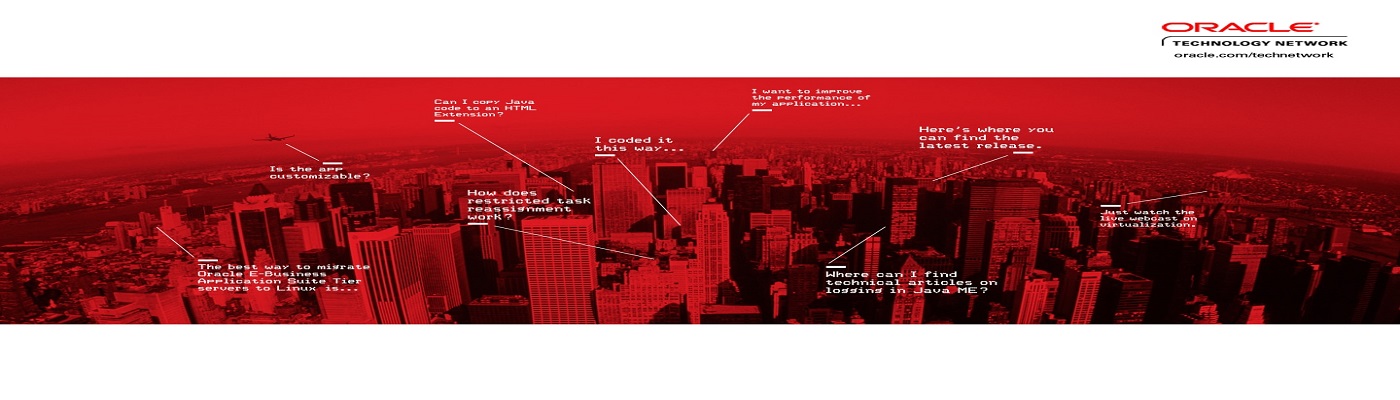 ORACLE
TECHNOLOGY NETWORK
oracle.com/technetwork
Can I copy Java
code to an HTML
Extension?
I want to improve
the performance of
my application...
I coded it
this way...
Here's where you
can find the
latest release.
Is the app
customizable?
How does
restricted task
reassignment
work?
Just watch the
live webcast on
virtualization.
The best way to migrate
Oracle E-Business
Application Suite Tier
servers to Linux is...
Where can I find
technical articles on
logging in Java ME?